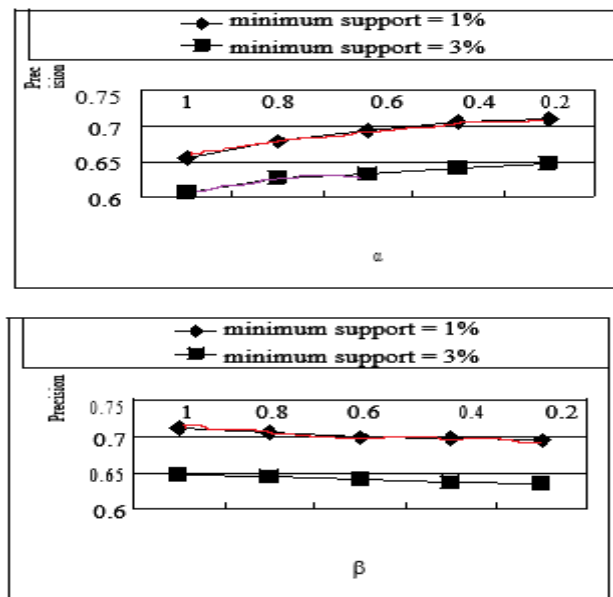 minimum support = 1%
minimum support = 3%
Prec
ision
0.75
1 0.8 0.6 0.4 0.2
0.7
0.65
0.6
α
minimum support = 1%
minimum support = 3%
Precision
0.75
1 0.8 0.6 0.4 0.2
0.7
0.65
0.6
β